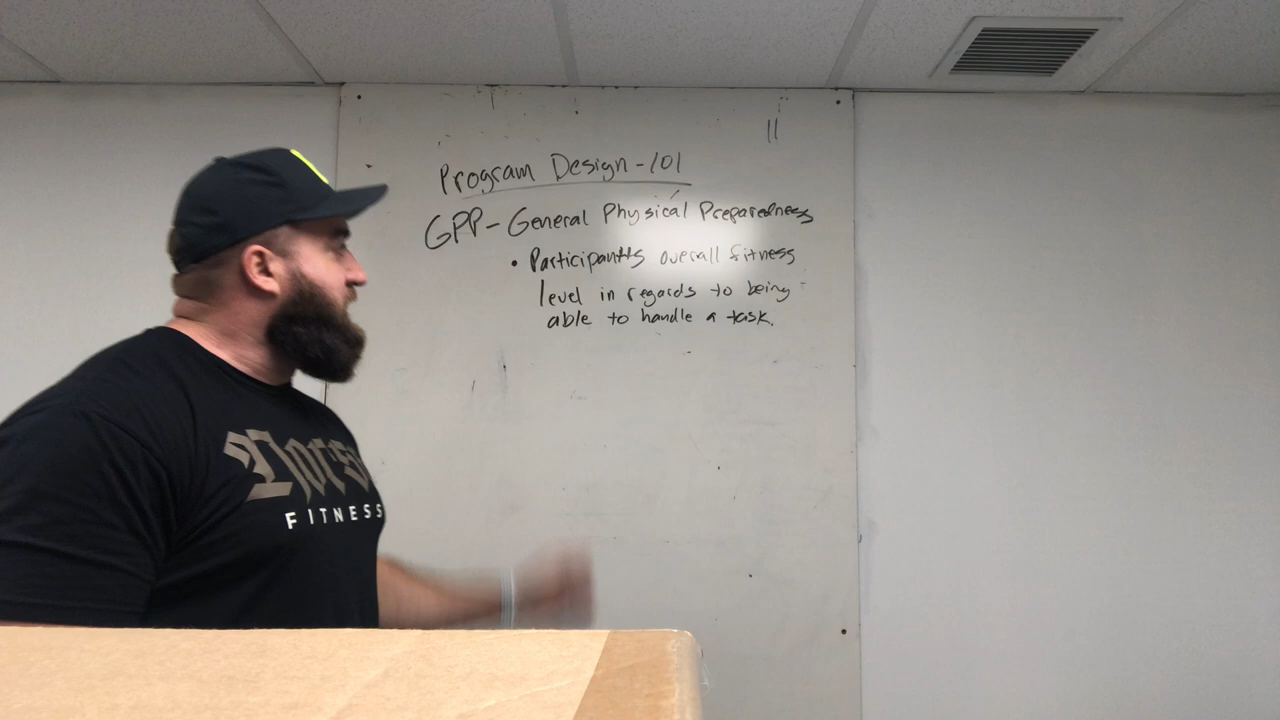 Program Design-101
GPP-General Physical Preparedness
• Participants overall fitness
level in regards to being
able to handle a task.
Norse
FITNESS